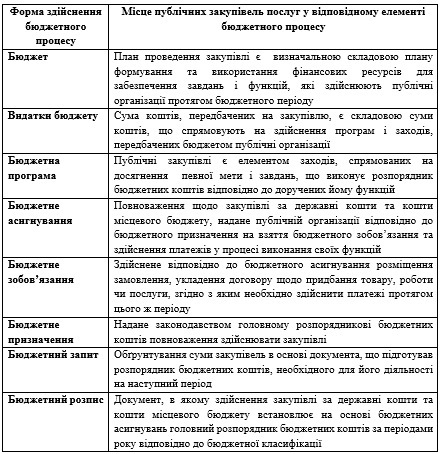 Форма здійснення
бюджетного
процесу
Місце публічних закупівель послуг у відповідному елементі
бюджетного процесу
Бюджет
План проведення закупівлі є визначальною складовою плану
формування та використання фінансових ресурсів для
забезпечення завдань і функцій, які здійснюють публічні
організації протягом бюджетного періоду
Видатки бюджету
Сума коштів, передбачених на закупівлю, є складовою суми
коштів, що спрямовують на здійснення програм і заходів,
передбачених бюджетом публічні організації
Бюджетна
програма
Публічні закупівлі є елементом заходів, спрямованих на
досягнення певної мети і завдань, що виконує розпорядник
бюджетних коштів відповідно до доручених йому функцій
Бюджетне
асигнування
Повноваження щодо закупівлі за державні кошти та кошти
місцевого бюджету, надане публічній організації відповідно до
бюджетного призначення на взяття бюджетного зобов’язання та
здійснення платежів у процесі виконання своїх функцій
Бюджетне
зобов’язання
Здійснене відповідно до бюджетного асигнування розміщення
замовлення, укладення договору щодо придбання товару, роботи
чи послуги, згідно з яким необхідно здійснити платежі протягом
цього ж періоду
Бюджетне
призначення
Надане законодавством головному розпорядникові бюджетних
коштів повноваження здійснювати закупівлі
Бюджетний запит
Обґрунтування суми закупівель в основі документа, що підготував
розпорядник бюджетних коштів, необхідного для його діяльності
на наступний період
Бюджетний розпис
Документ, в якому здійснення закупівлі за державні кошти та
кошти місцевого бюджету встановлює на основі бюджетних
асигнувань головний розпорядник бюджетних коштів за періодами
року відповідно до бюджетної класифікації